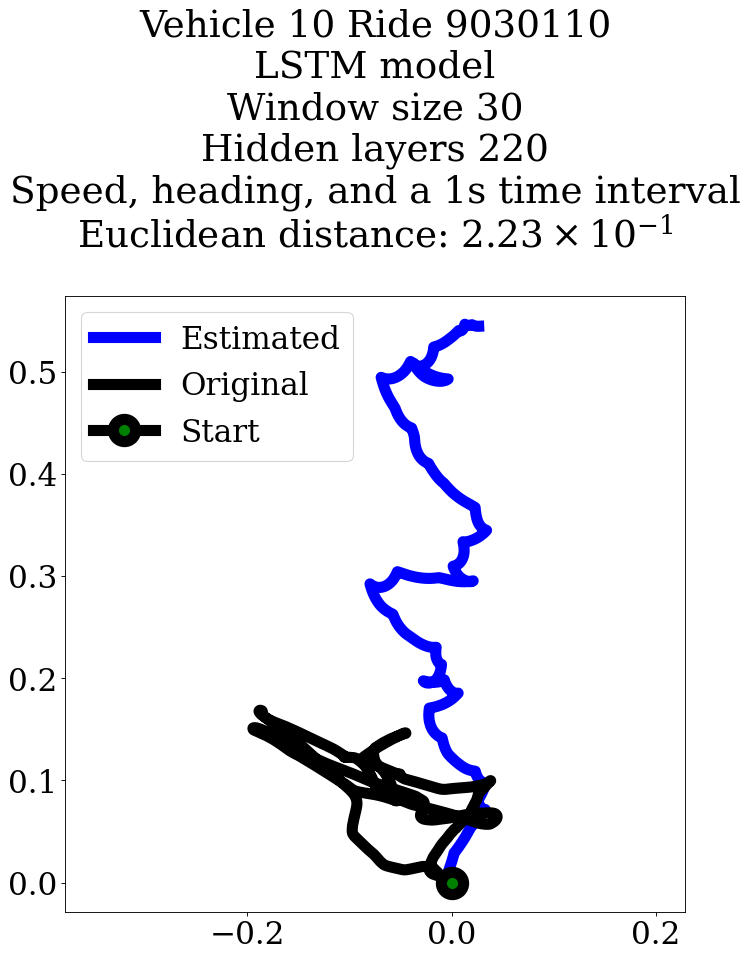 Vehicle 10 Ride 9030110
LSTM model
Window size 30
Hidden layers 220
Speed, heading, and a 1s time interval
Euclidean distance: 2.23 × 10⁻¹
Estimated
Original
Start
0.5
0.4
0.3
0.2
0.1
0.0
−0.2 0.0 0.2